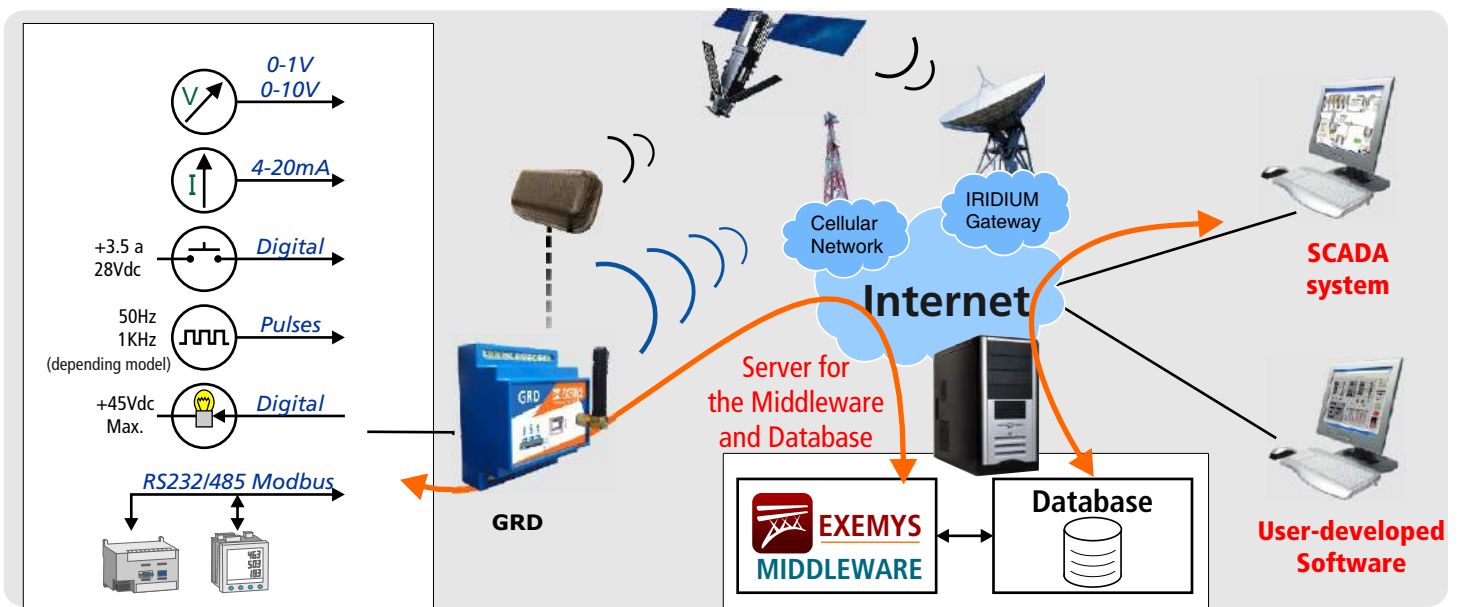 0-1V
0-10V
V
4-20mA
I
+3.5 a
28Vdc
Digital
50Hz
1KHz
(depending model)
Pulses
+45Vdc
Max.
Digital
RS232/485 Modbus
GRD
EXEMYS
GRD
Cellular
Network
IRIDIUM
Gateway
Internet
Server for
the Middleware
and Database
EXEMYS
MIDDLEWARE
Database
SCADA
system
User-developed
Software